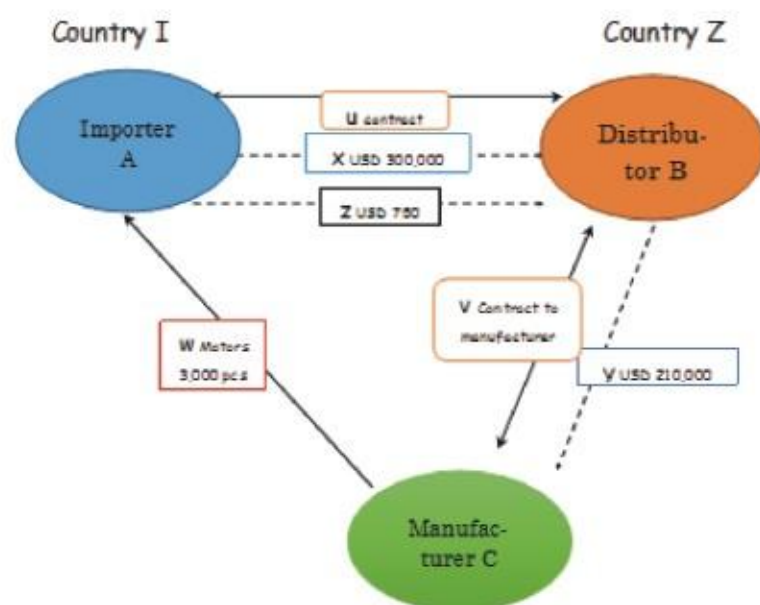 Country I
Country Z
Importer
A
U contract
X USD 300,000
Z USD 750
Distribu-
tor B
V Contract to
manufacturer
W Motors
3,000 pcs
Y USD 210,000
Manufac-
turer C